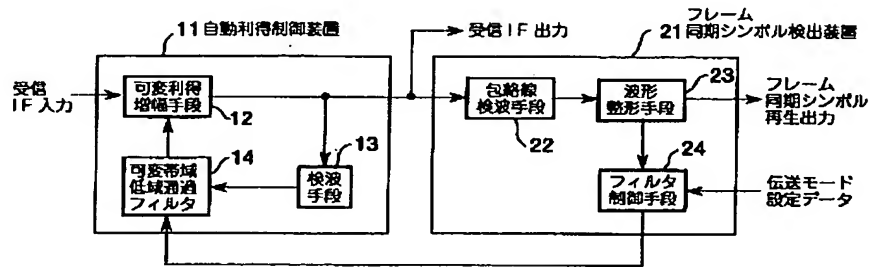 11 自動利得制御装置
受信IF出力
フレーム
21 同期シンボル検出装置
受信
IF入力
可変利得
増幅手段
12
包絡線
検波手段
22
波形
整形手段
23
フレーム
同期シンボル
再生出力
14
可変帯域
低域通過
フィルタ
13
検波
手段
24
フィルタ
制御手段
伝送モード
設定データ